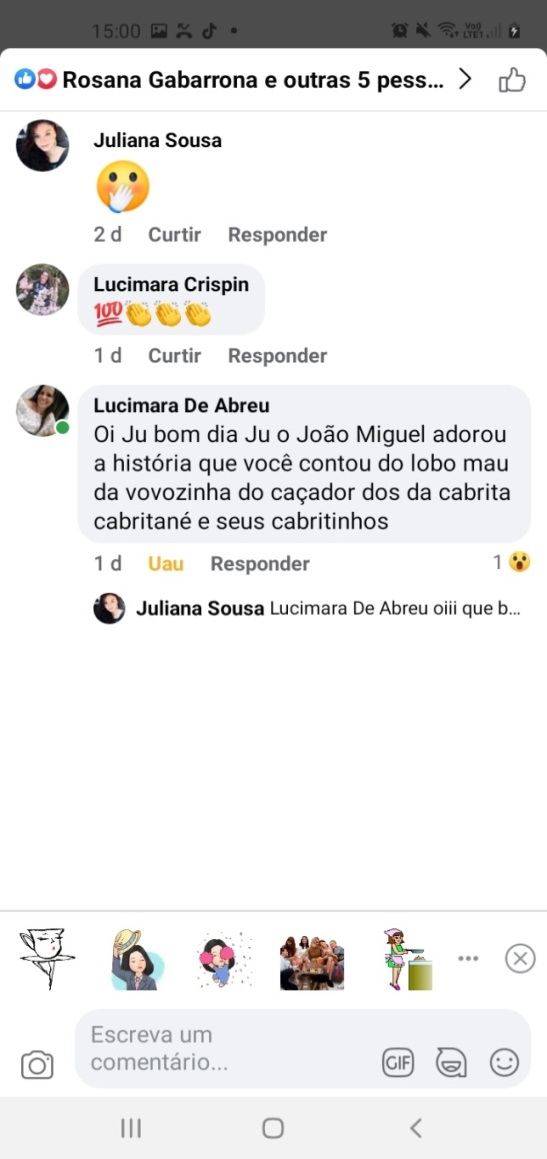 15:00
Vo))
LTE1
Rosana Gabarrona e outras 5 pess...
Juliana Sousa
2 d Curtir Responder
Lucimara Crispin
💯👏👏👏
1 d Curtir Responder
Lucimara De Abreu
Oi Ju bom dia Ju o João Miguel adorou
a história que você contou do lobo mau
da vovozinha do caçador dos da cabrita
cabritané e seus cabritinhos
1 d Uau Responder 1 😮
Juliana Sousa Lucimara De Abreu oiii que b...
Escreva um
comentário...
GIF